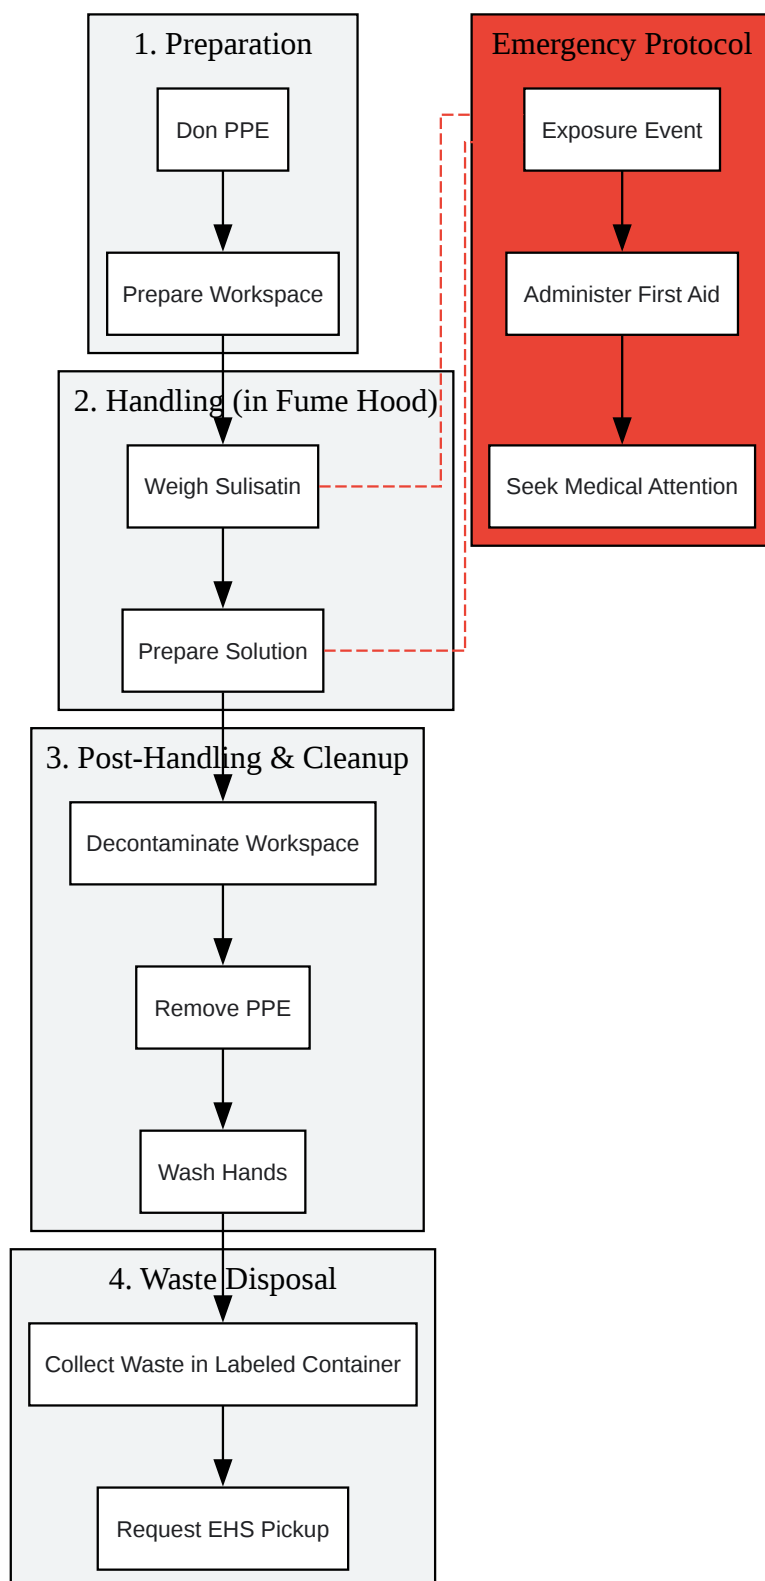 1. Preparation
Don PPE
Prepare Workspace
2. Handling (in Fume Hood)
Weigh Sulisatin
Prepare Solution
3. Post-Handling & Cleanup
Decontaminate Workspace
Remove PPE
Wash Hands
4. Waste Disposal
Collect Waste in Labeled Container
Request EHS Pickup
Emergency Protocol
Exposure Event
Administer First Aid
Seek Medical Attention